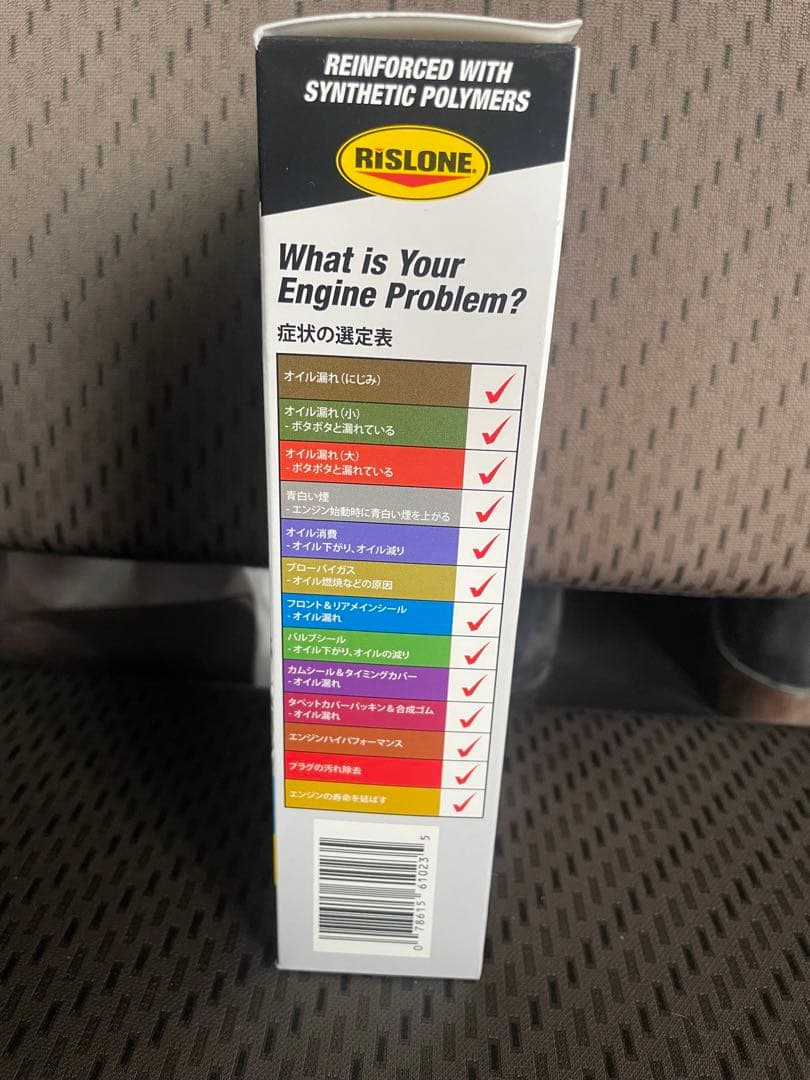 REINFORCED WITH
SYNTHETIC POLYMERS
RiSLONE®
What is Your
Engine Problem?
症状の選定表
オイル漏れ（にじみ）
オイル漏れ（小）
- ポタポタと漏れている
オイル漏れ（大）
- ボタボタと漏れている
青白い煙
- エンジン始動時に青白い煙を上がる
オイル消費
- オイル下がり、オイル減り
ブローバイガス
- オイル燃焼などの原因
フロント＆リアメインシール
- オイル漏れ
バルブシール
- オイル下がり、オイルの減り
カムシール＆タイミングカバー
- オイル漏れ
タペットカバーパッキン＆合成ゴム
- オイル漏れ
エンジンハイパフォーマンス
プラグの汚れ除去
エンジンの寿命を延ばす
0 78615 61023 5